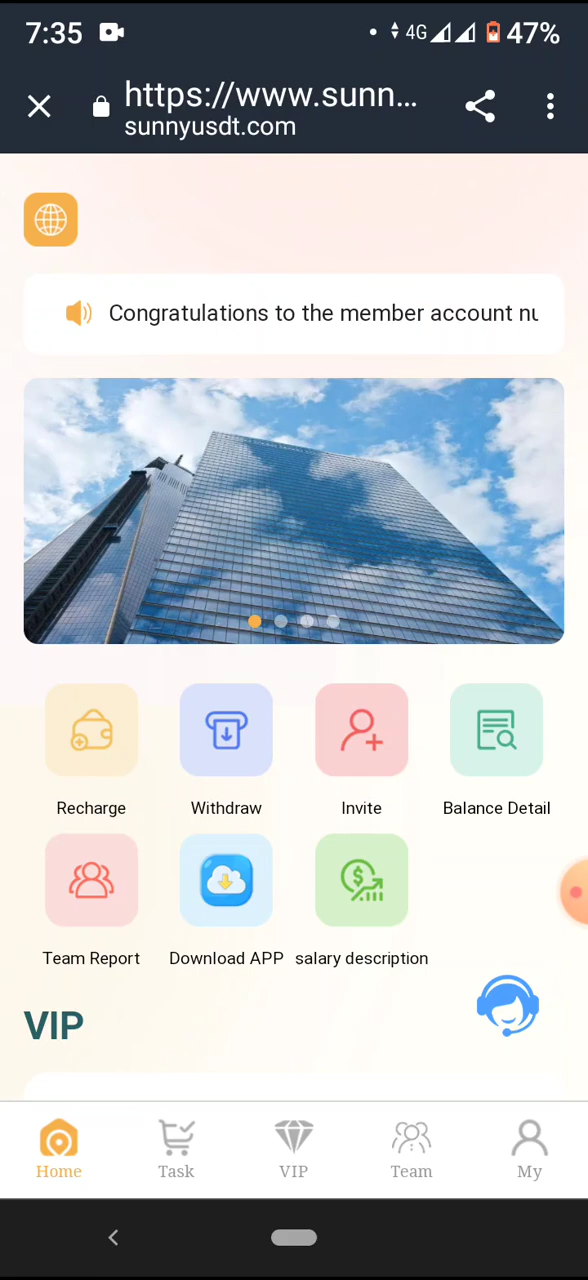 7:35
4G
47%
https://www.sunn...
sunnyusdt.com
Congratulations to the member account nu
Recharge
Withdraw
Invite
Balance Detail
Team Report
Download APP
salary description
VIP
Home
Task
VIP
Team
My